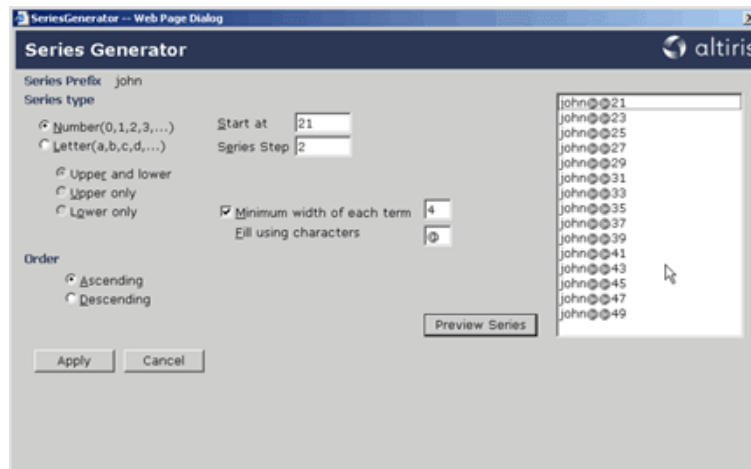 SeriesGenerator -- Web Page Dialog
Series Generator
altiris
Series Prefix john
Series type
Number(0,1,2,3,...)
Letter(a,b,c,d,...)
Upper and lower
Upper only
Lower only
Start at 21
Series Step 2
Minimum width of each term 4
Fill using characters @
Order
Ascending
Descending
Preview Series
Apply
Cancel
john@@21
john@@23
john@@25
john@@27
john@@29
john@@31
john@@33
john@@35
john@@37
john@@39
john@@41
john@@43
john@@45
john@@47
john@@49